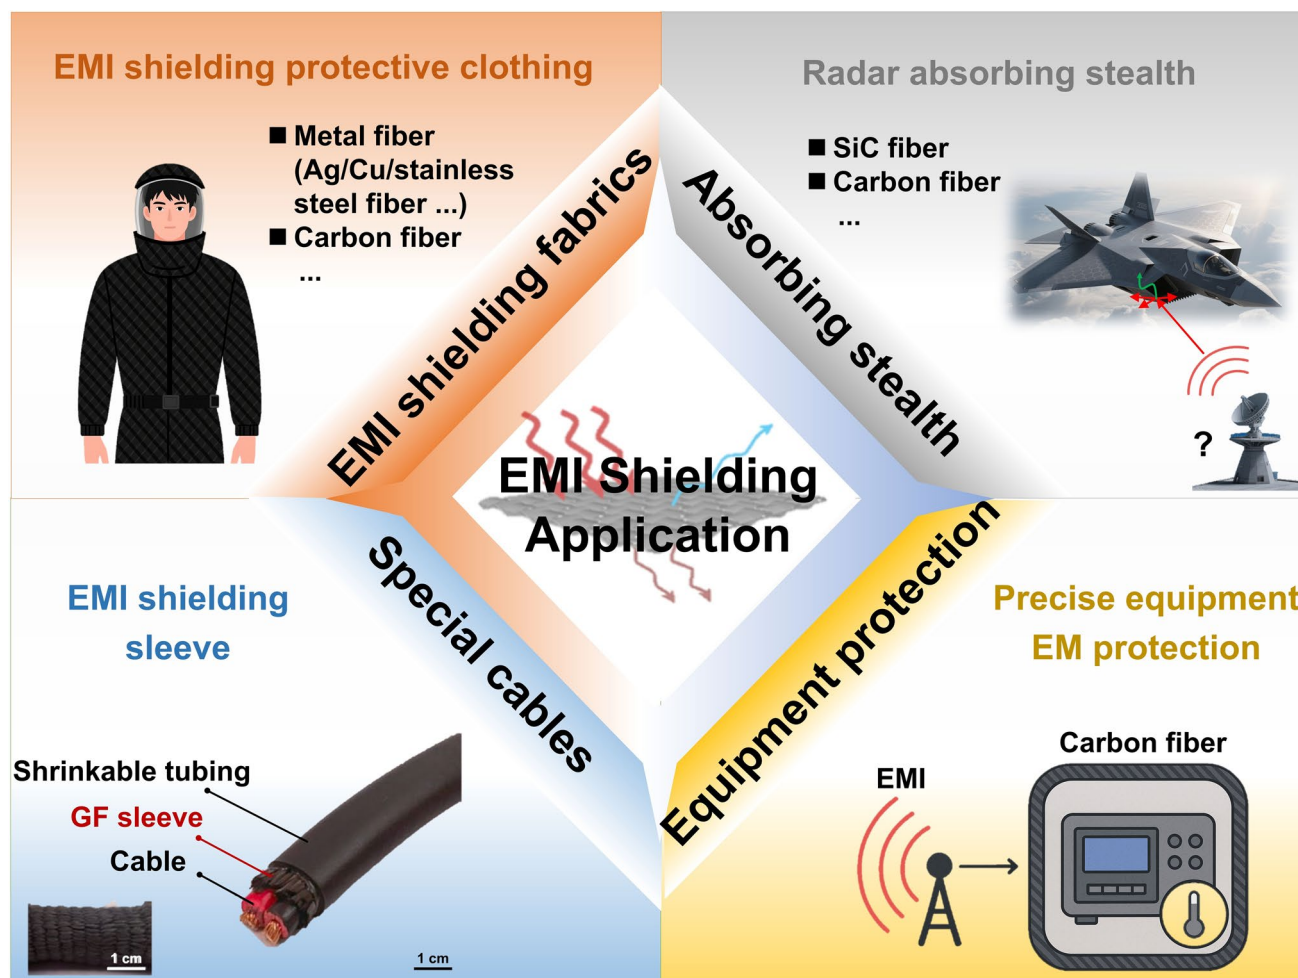 EMI shielding protective clothing
■ Metal fiber
(Ag/Cu/stainless
steel fiber ...)
■ Carbon fiber
...
EMI shielding fabrics
Radar absorbing stealth
■ SiC fiber
■ Carbon fiber
...
?
Absorbing stealth
EMI Shielding
Application
EMI shielding
sleeve
Special cables
Shrinkable tubing
GF sleeve
Cable
1 cm
1 cm
Equipment protection
Precise equipment
EM protection
Carbon fiber
EMI